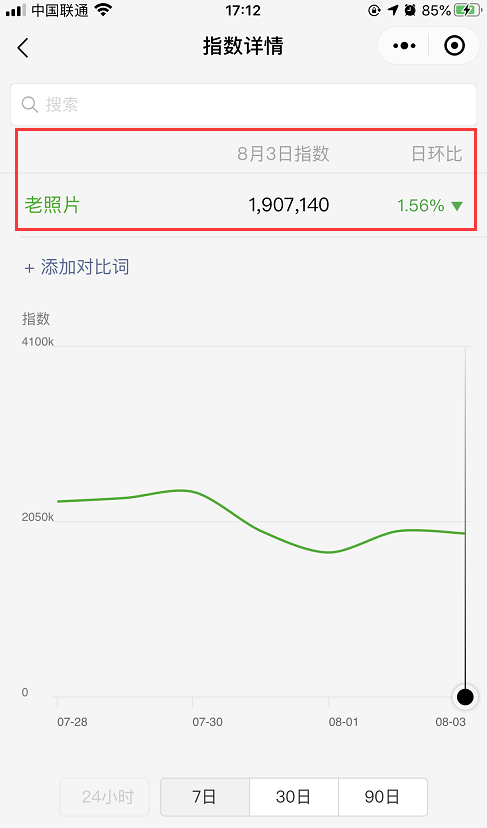 中国联通 17:12 85%
指数详情
搜索
8月3日指数 日环比
老照片 1,907,140 1.56% ▼
+ 添加对比词
指数
4100k
2050k
0
07-28 07-30 08-01 08-03
24小时 7日 30日 90日